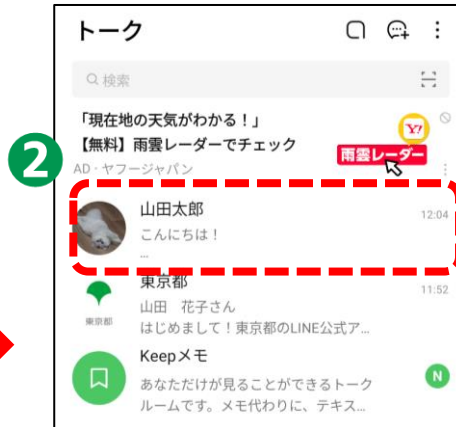 トーク
検索
「現在地の天気がわかる！」
【無料】雨雲レーダーでチェック
Y!
雨雲レーダー
AD・ヤフージャパン
2
山田太郎
12:04
こんにちは！
...
東京都
11:52
東京都
山田　花子さん
はじめまして！東京都のLINE公式ア...
Keepメモ
あなただけが見ることができるトーク
N
ルームです。メモ代わりに、テキス...